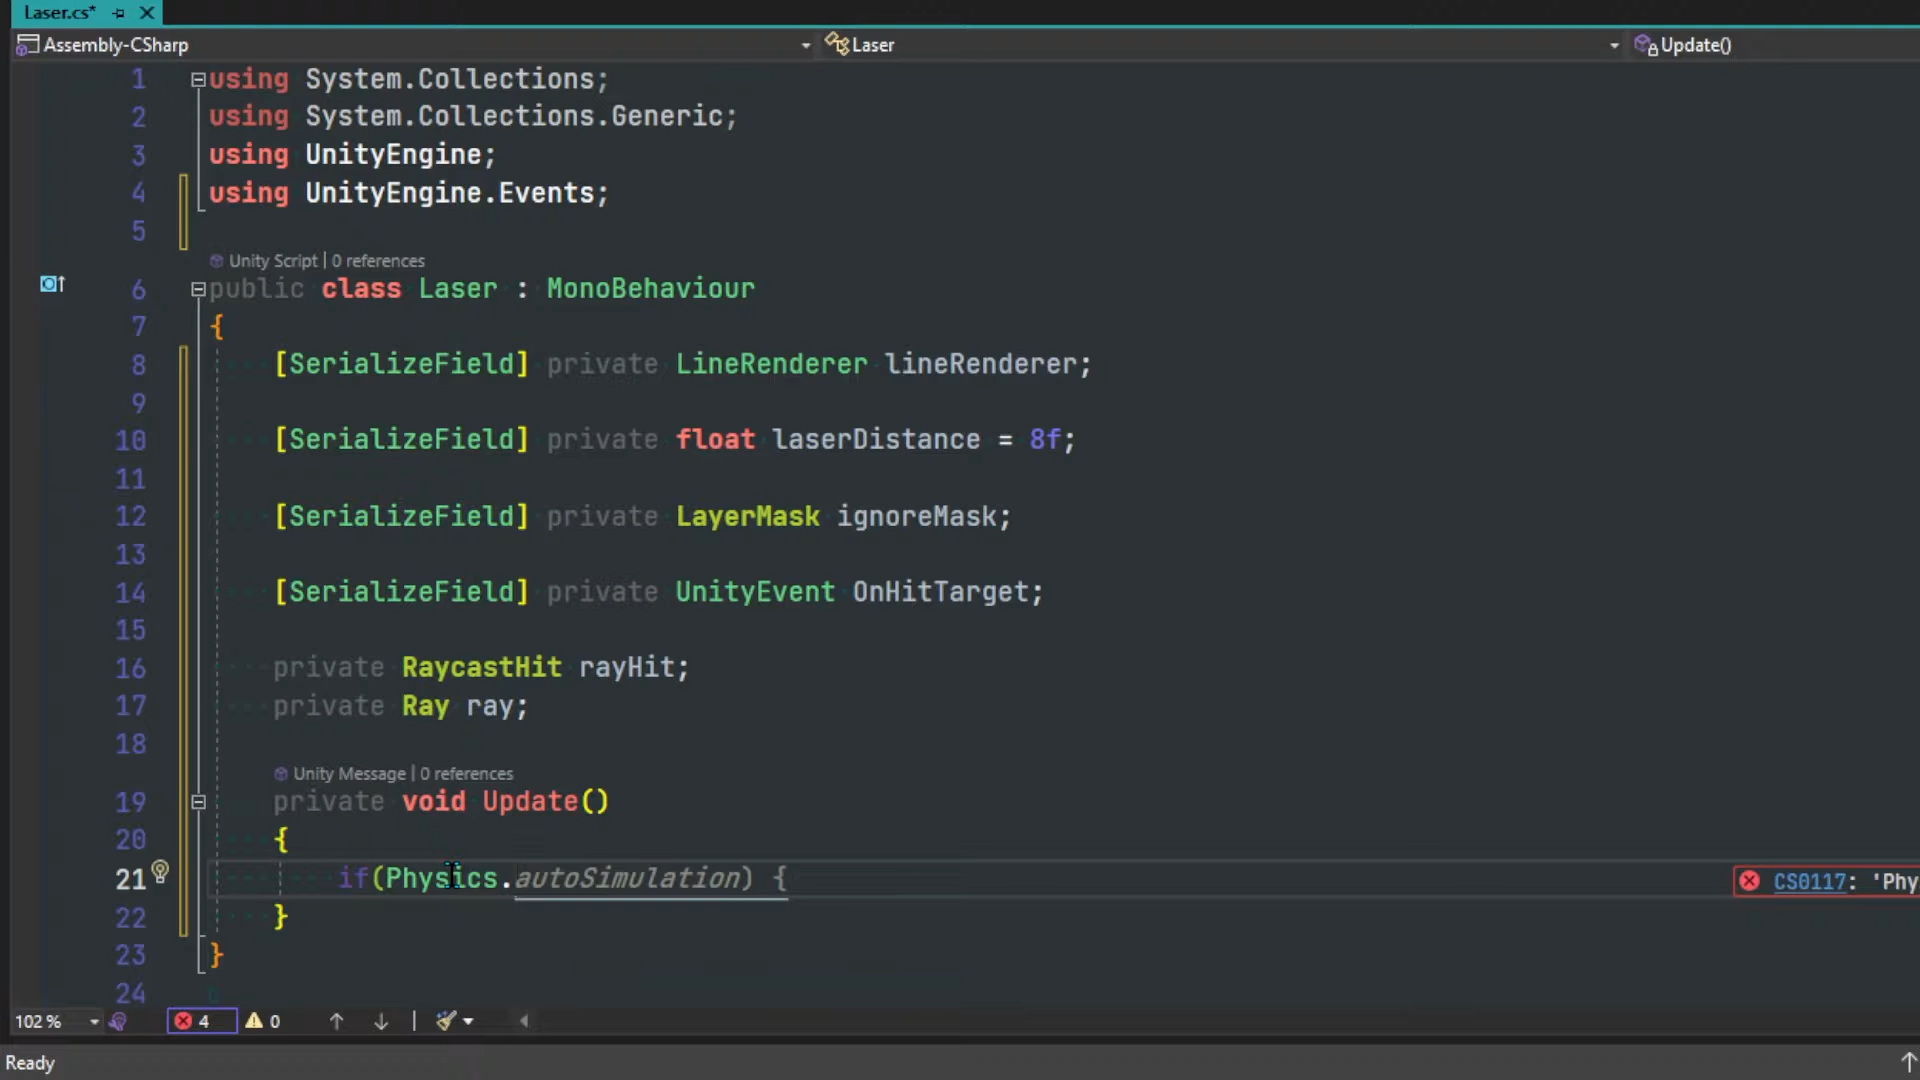 Laser.cs*
Assembly-CSharp Laser Update()
1 using System.Collections;
2 using System.Collections.Generic;
3 using UnityEngine;
4 using UnityEngine.Events;
5
Unity Script | 0 references
6 public class Laser : MonoBehaviour
7 {
8 [SerializeField] private LineRenderer lineRenderer;
9
10 [SerializeField] private float laserDistance = 8f;
11
12 [SerializeField] private LayerMask ignoreMask;
13
14 [SerializeField] private UnityEvent OnHitTarget;
15
16 private RaycastHit rayHit;
17 private Ray ray;
18
Unity Message | 0 references
19 private void Update()
20 {
21 if(Physics.autoSimulation) { CS0117: 'Phy
22 }
23 }
24
102 % 4 0
Ready